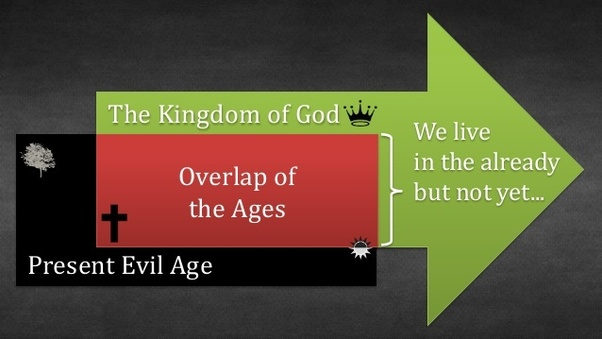 The Kingdom of God
Overlap of
the Ages
Present Evil Age
We live
in the already
but not yet...